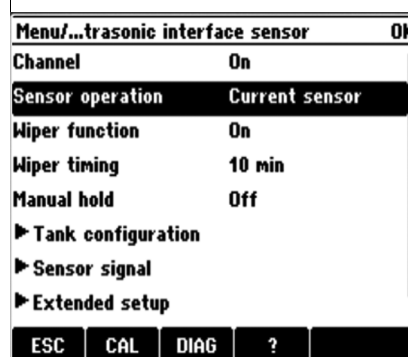 Menu/...trasonic interface sensor OK
Channel On
Sensor operation Current sensor
Wiper function On
Wiper timing 10 min
Manual hold Off
▶Tank configuration
▶Sensor signal
▶Extended setup
ESC CAL DIAG ?